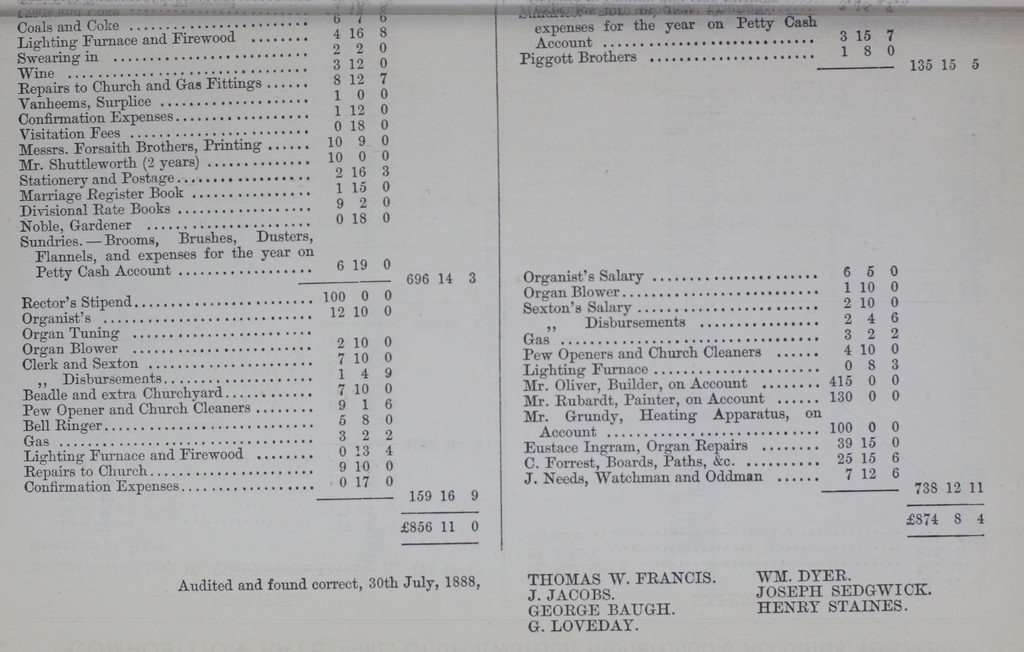 Coals and Coke 6 7 6
Lighting Furnace and Firewood 4 16 8
Swearing in 2 2 0
Wine 3 12 0
Repairs to Church and Gas Fittings 8 12 7
Vanheems, Surplice 1 0 0
Confirmation Expenses 1 12 0
Visitation Fees 0 18 0
Messrs. Forsaith Brothers, Printing 10 9 0
Mr. Shuttleworth (2 years) 10 0 0
Stationery and Postage 2 16 3
Marriage Register Book 1 15 0
Divisional Rate Books 9 2 0
Noble, Gardener 0 18 0
Sundries.—Brooms, Brushes, Dusters,
Flannels, and expenses for the year on
Petty Cash Account 6 19 0
696 14 3
Rector's Stipend 100 0 0
Organist's 12 10 0
Organ Tuning
Organ Blower 2 10 0
Clerk and Sexton 7 10 0
,, Disbursements 1 4 9
Beadle and extra Churchyard 7 10 0
Pew Opener and Church Cleaners 9 1 6
Bell Ringer 5 8 0
Gas 3 2 2
Lighting Furnace and Firewood 0 13 4
Repairs to Church 9 10 0
Confirmation Expenses 0 17 0
159 16 9
£856 11 0
expenses for the year on Petty Cash
Account 3 15 7
Piggott Brothers 1 8 0
135 15 5
Organist's Salary 6 5 0
Organ Blower 1 10 0
Sexton's Salary 2 10 0
,, Disbursements 2 4 6
Gas 3 2 2
Pew Openers and Church Cleaners 4 10 0
Lighting Furnace 0 8 3
Mr. Oliver, Builder, on Account 415 0 0
Mr. Rubardt, Painter, on Account 130 0 0
Mr. Grundy, Heating Apparatus, on
Account 100 0 0
Eustace Ingram, Organ Repairs 39 15 0
C. Forrest, Boards, Paths, &c. 25 15 6
J. Needs, Watchman and Oddman 7 12 6
738 12 11
£874 8 4
Audited and found correct, 30th July, 1888,
THOMAS W. FRANCIS.
J. JACOBS.
GEORGE BAUGH.
G. LOVEDAY.
WM. DYER.
JOSEPH SEDGWICK.
HENRY STAINES.